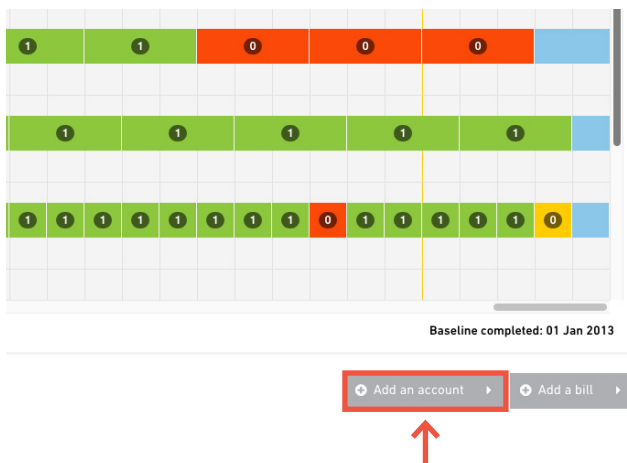 1 1 0 0 0
1 1 1 1 1
1 1 1 1 1 1 1 1 0 1 1 1 1 1 0
Baseline completed: 01 Jan 2013
Add an account Add a bill